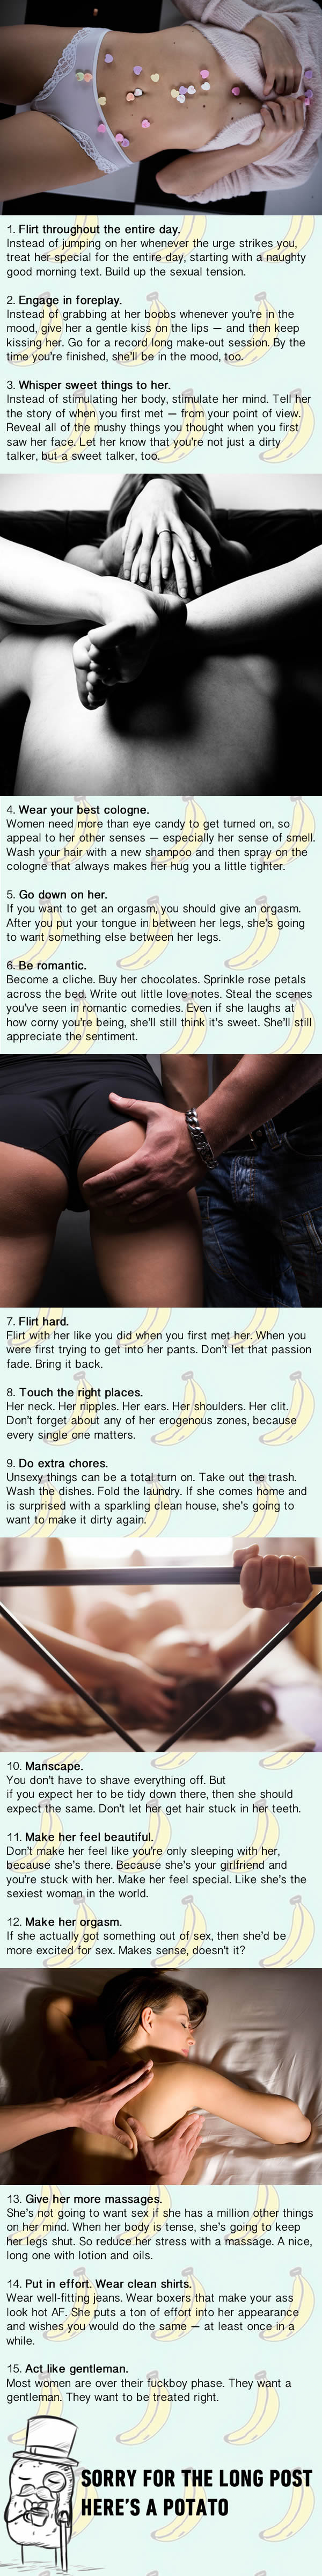 1. Flirt throughout the entire day.
Instead of jumping on her whenever the urge strikes you,
treat her special for the entire day, starting with a naughty
good morning text. Build up the sexual tension.
2. Engage in foreplay.
Instead of grabbing at her boobs whenever you're in the
mood, give her a gentle kiss on the lips — and then keep
kissing her. Go for a record long make-out session. By the
time you're finished, she'll be in the mood, too.
3. Whisper sweet things to her.
Instead of stimulating her body, stimulate her mind. Tell her
the story of when you first met — from your point of view.
Reveal all of the mushy things you thought when you first
saw her face. Let her know that you're not just a dirty
talker, but a sweet talker, too.
4. Wear your best cologne.
Women need more than eye candy to get turned on, so
appeal to her other senses — especially her sense of smell.
Wash your hair with a new shampoo and then spray on the
cologne that always makes her hug you a little tighter.
5. Go down on her.
If you want to get an orgasm, you should give an orgasm.
After you put your tongue in between her legs, she's going
to want something else between her legs.
6. Be romantic.
Become a cliche. Buy her chocolates. Sprinkle rose petals
across the bed. Write out little love notes. Steal the scenes
you've seen in romantic comedies. Even if she laughs at
how corny you're being, she'll still think it's sweet. She'll still
appreciate the sentiment.
7. Flirt hard.
Flirt with her like you did when you first met her. When you
were first trying to get into her pants. Don't let that passion
fade. Bring it back.
8. Touch the right places.
Her neck. Her nipples. Her ears. Her shoulders. Her clit.
Don't forget about any of her erogenous zones, because
every single one matters.
9. Do extra chores.
Unsexy things can be a total turn on. Take out the trash.
Wash the dishes. Fold the laundry. If she comes home and
is surprised with a sparkling clean house, she's going to
want to make it dirty again.
10. Manscape.
You don't have to shave everything off. But
if you expect her to be tidy down there, then she should
expect the same. Don't let her get hair stuck in her teeth.
11. Make her feel beautiful.
Don't make her feel like you're only sleeping with her,
because she's there. Because she's your girlfriend and
you're stuck with her. Make her feel special. Like she's the
sexiest woman in the world.
12. Make her orgasm.
If she actually got something out of sex, then she'd be
more excited for sex. Makes sense, doesn't it?
13. Give her more massages.
She's not going to want sex if she has a million other things
on her mind. When her body is tense, she's going to keep
her legs shut. So reduce her stress with a massage. A nice,
long one with lotion and oils.
14. Put in effort. Wear clean shirts.
Wear well-fitting jeans. Wear boxers that make your ass
look hot AF. She puts a ton of effort into her appearance
and wishes you would do the same — at least once in a
while.
15. Act like gentleman.
Most women are over their fuckboy phase. They want a
gentleman. They want to be treated right.
SORRY FOR THE LONG POST
HERE'S A POTATO